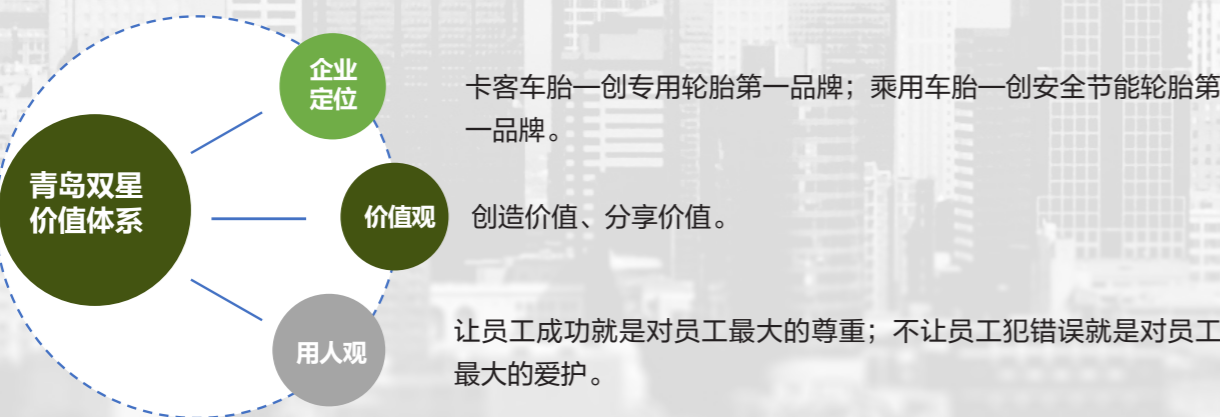 企业
定位
卡客车胎—创专用轮胎第一品牌；乘用车胎—创安全节能轮胎第
一品牌。
青岛双星
价值体系
价值观
创造价值、分享价值。
用人观
让员工成功就是对员工最大的尊重；不让员工犯错误就是对员工
最大的爱护。